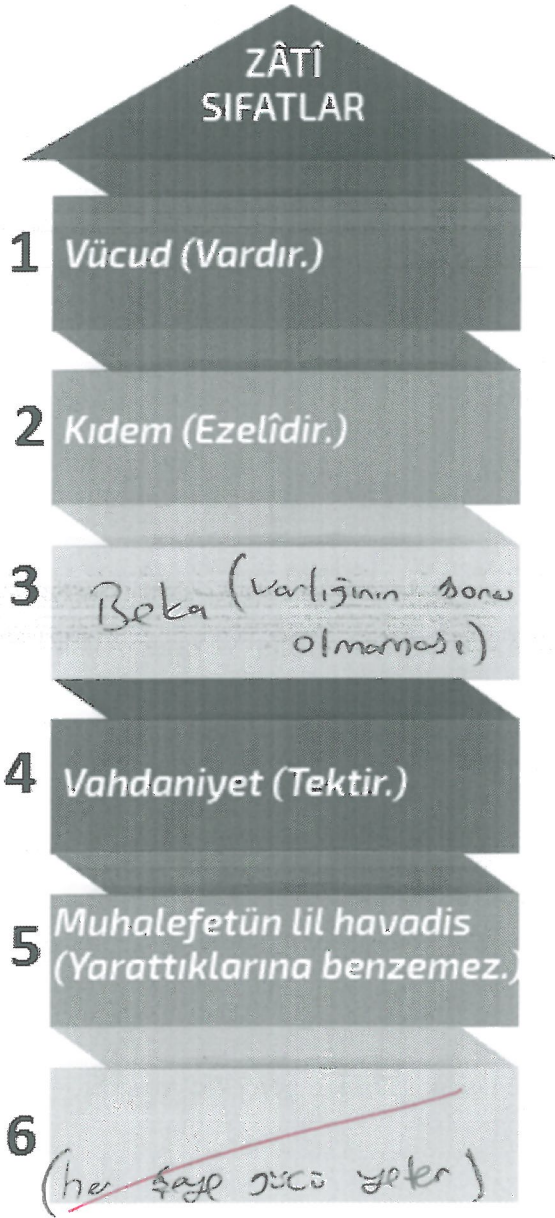 ZÂTÎ
SIFATLAR
1 Vücud (Vardır.)
2 Kıdem (Ezelîdir.)
3 Beka (varlığının sonu
olmaması)
4 Vahdaniyet (Tektir.)
5 Muhalefetün lil havadis
(Yarattıklarına benzemez.)
6
(her şeye gücü yeter)